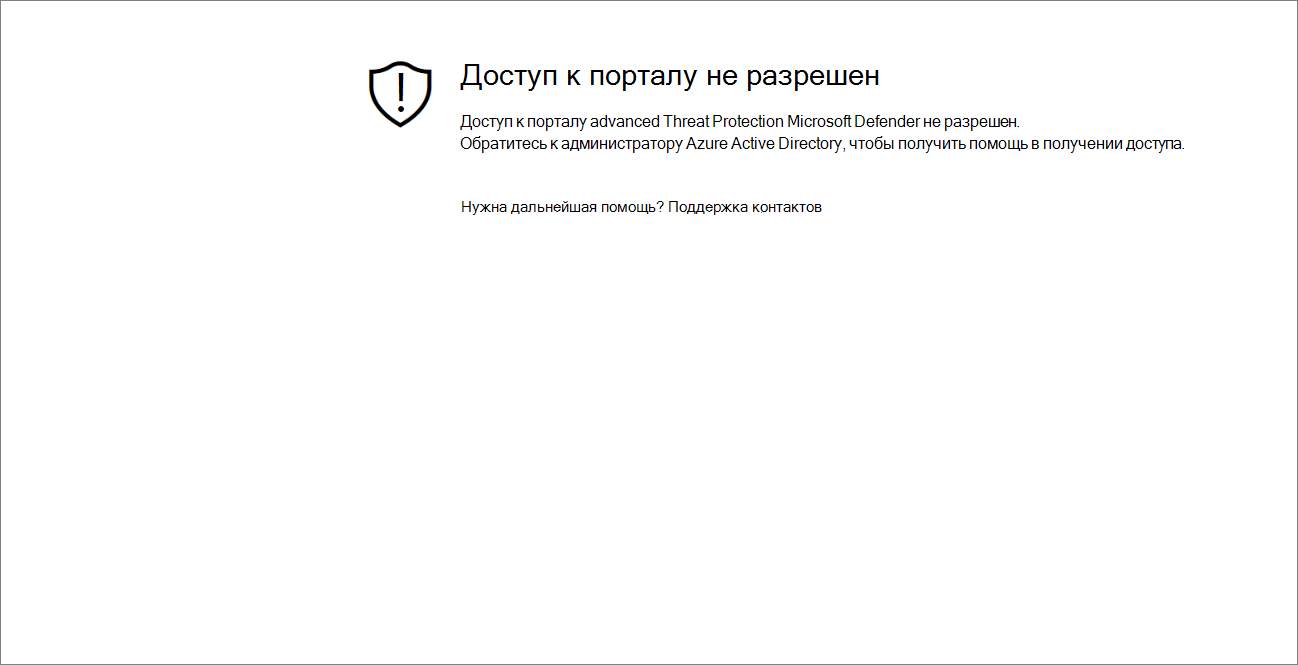 Доступ к порталу не разрешен
Доступ к порталу advanced Threat Protection Microsoft Defender не разрешен.
Обратитесь к администратору Azure Active Directory, чтобы получить помощь в получении доступа.
Нужна дальнейшая помощь? Поддержка контактов